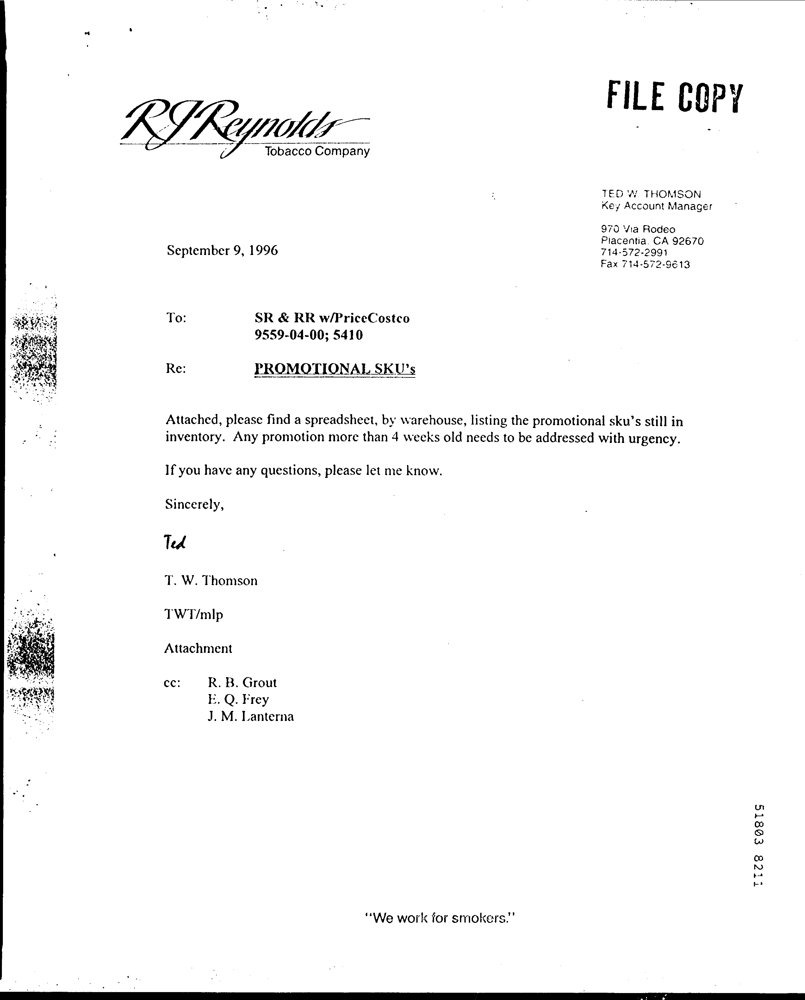 RJReynolds
Tobacco Company
FILE COPY
TED W. THOMSON
Key Account Manager
970 Via Rodeo
Placentia, CA 92670
714-572-2991
Fax 714-572-9613
September 9, 1996
To: SR & RR w/PriceCostco
9559-04-00; 5410
Re: PROMOTIONAL SKU's
Attached, please find a spreadsheet, by warehouse, listing the promotional sku's still in
inventory. Any promotion more than 4 weeks old needs to be addressed with urgency.
If you have any questions, please let me know.
Sincerely,
Ted
T. W. Thomson
TWT/mlp
Attachment
cc: R. B. Grout
E. Q. Frey
J. M. Lanterna
51803 8211
"We work for smokers."